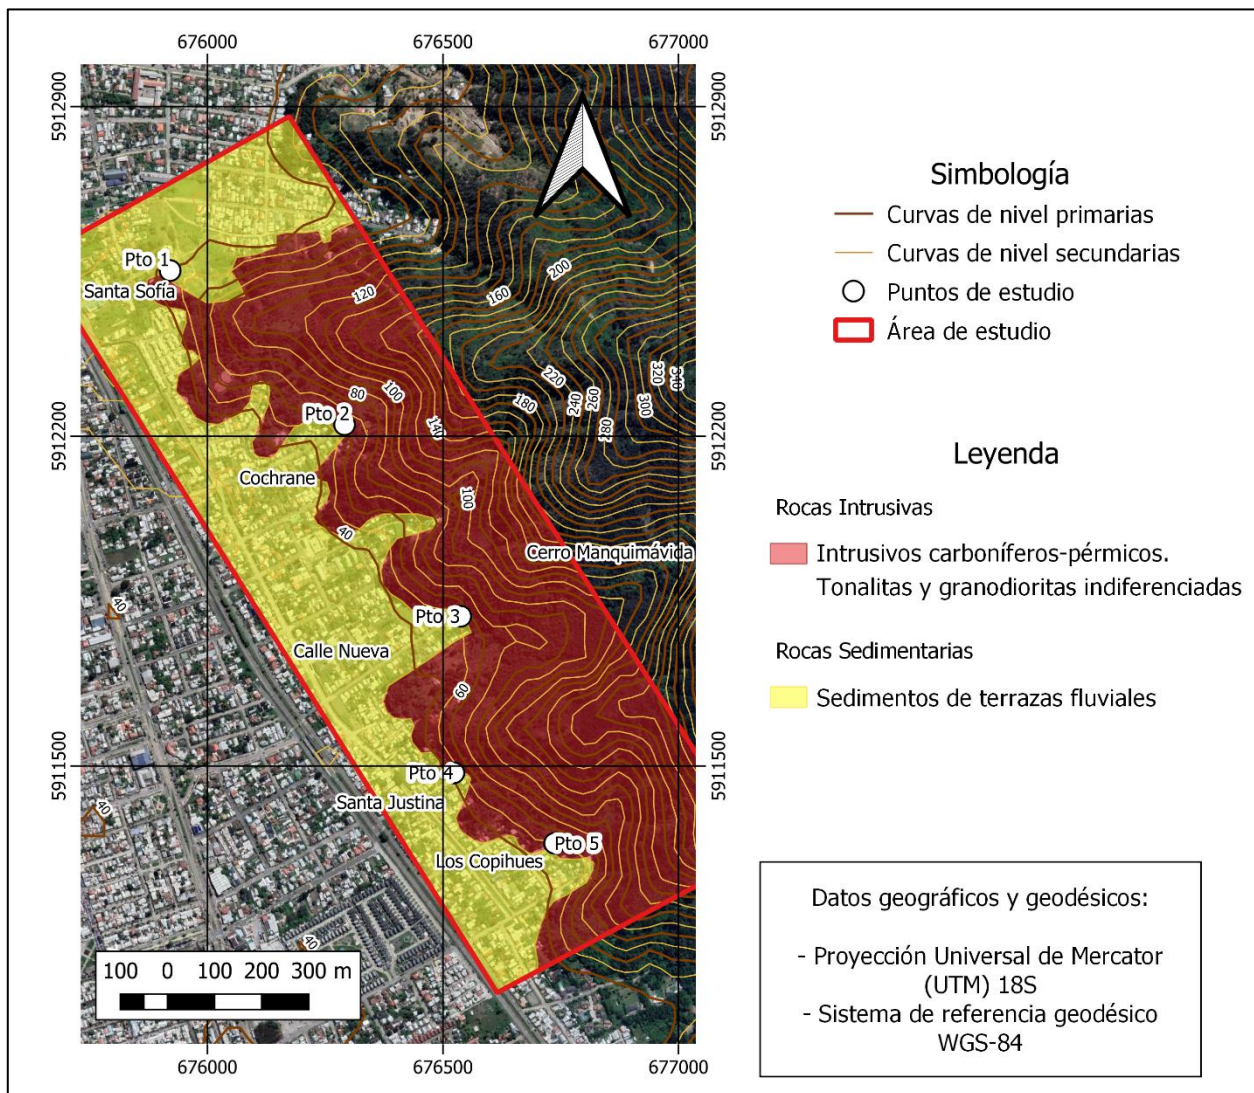 676000
676500
677000
5912900
5912900
Pto 1
Santa Sofía
200
160
120
220
320
340
80
100
180
240
260
300
Pto 2
140
180
5912200
5912200
Cochrane
100
40
Cerro Manquimávida
40
Pto 3
Calle Nueva
60
5911500
5911500
Pto 4
Santa Justina
40
Pto 5
Los Copihues
40
100 0 100 200 300 m
676000
676500
677000
Simbología
Curvas de nivel primarias
Curvas de nivel secundarias
Puntos de estudio
Área de estudio
Leyenda
Rocas Intrusivas
Intrusivos carboníferos-pérmicos.
Tonalitas y granodioritas indiferenciadas
Rocas Sedimentarias
Sedimentos de terrazas fluviales
Datos geográficos y geodésicos:
- Proyección Universal de Mercator
(UTM) 18S
- Sistema de referencia geodésico
WGS-84